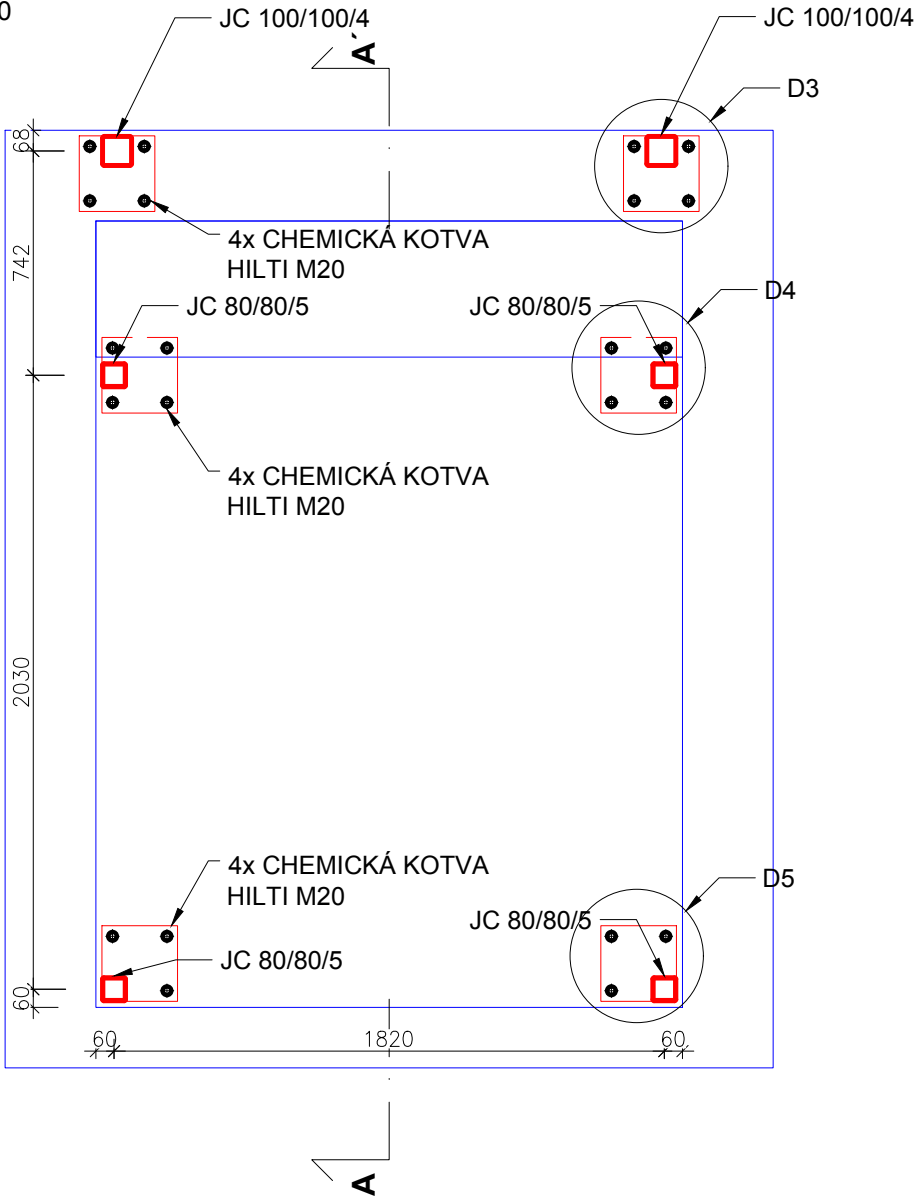 0
JC 100/100/4
JC 100/100/4
A´
D3
68
4x CHEMICKÁ KOTVA
HILTI M20
742
D4
JC 80/80/5
JC 80/80/5
4x CHEMICKÁ KOTVA
HILTI M20
2030
4x CHEMICKÁ KOTVA
HILTI M20
D5
JC 80/80/5
JC 80/80/5
60
60
1820
60
A